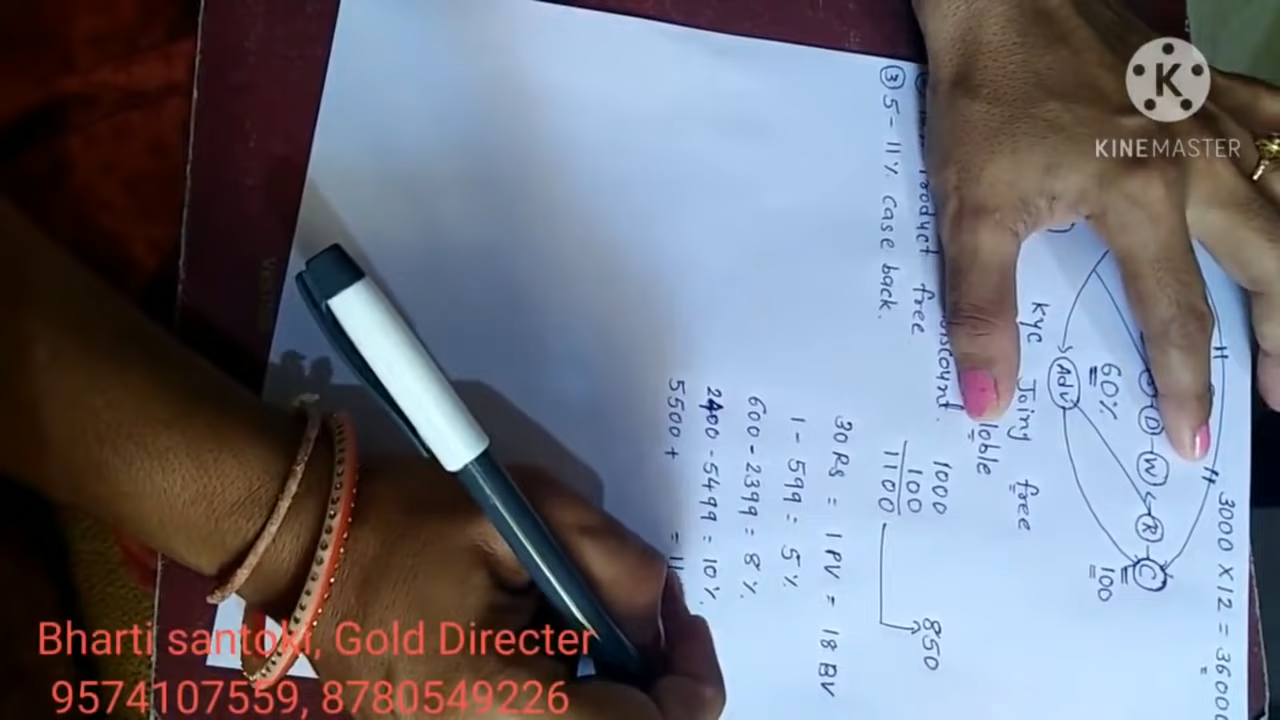 3000 X 12 = 36000
H H
D W R C
60%
100
Adv
Kyc Joing free
loble
Discount.
Product free
1000
100
1100
850
③ 5 - 11% case back.
30 RS = 1 PV = 18 BV
1 - 599 = 5%
600 - 2399 = 8%.
2400 - 5499 = 10%.
5500 + = 11
KINEMASTER
Bharti santoki, Gold Directer
9574107559, 8780549226